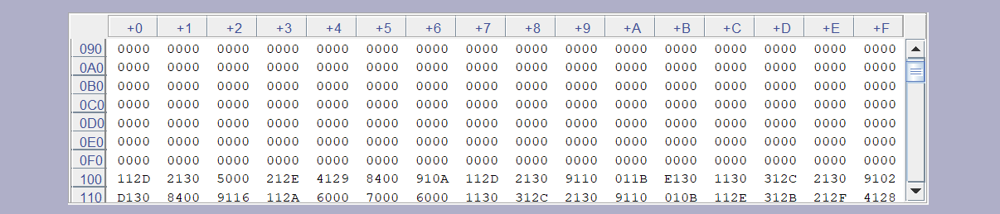 +0 +1 +2 +3 +4 +5 +6 +7 +8 +9 +A +B +C +D +E +F
090 0000 0000 0000 0000 0000 0000 0000 0000 0000 0000 0000 0000 0000 0000 0000 0000
0A0 0000 0000 0000 0000 0000 0000 0000 0000 0000 0000 0000 0000 0000 0000 0000 0000
0B0 0000 0000 0000 0000 0000 0000 0000 0000 0000 0000 0000 0000 0000 0000 0000 0000
0C0 0000 0000 0000 0000 0000 0000 0000 0000 0000 0000 0000 0000 0000 0000 0000 0000
0D0 0000 0000 0000 0000 0000 0000 0000 0000 0000 0000 0000 0000 0000 0000 0000 0000
0E0 0000 0000 0000 0000 0000 0000 0000 0000 0000 0000 0000 0000 0000 0000 0000 0000
0F0 0000 0000 0000 0000 0000 0000 0000 0000 0000 0000 0000 0000 0000 0000 0000 0000
100 112D 2130 5000 212E 4129 8400 910A 112D 2130 9110 011B E130 1130 312C 2130 9102
110 D130 8400 9116 112A 6000 7000 6000 1130 312C 2130 9110 010B 112E 312B 212F 4128